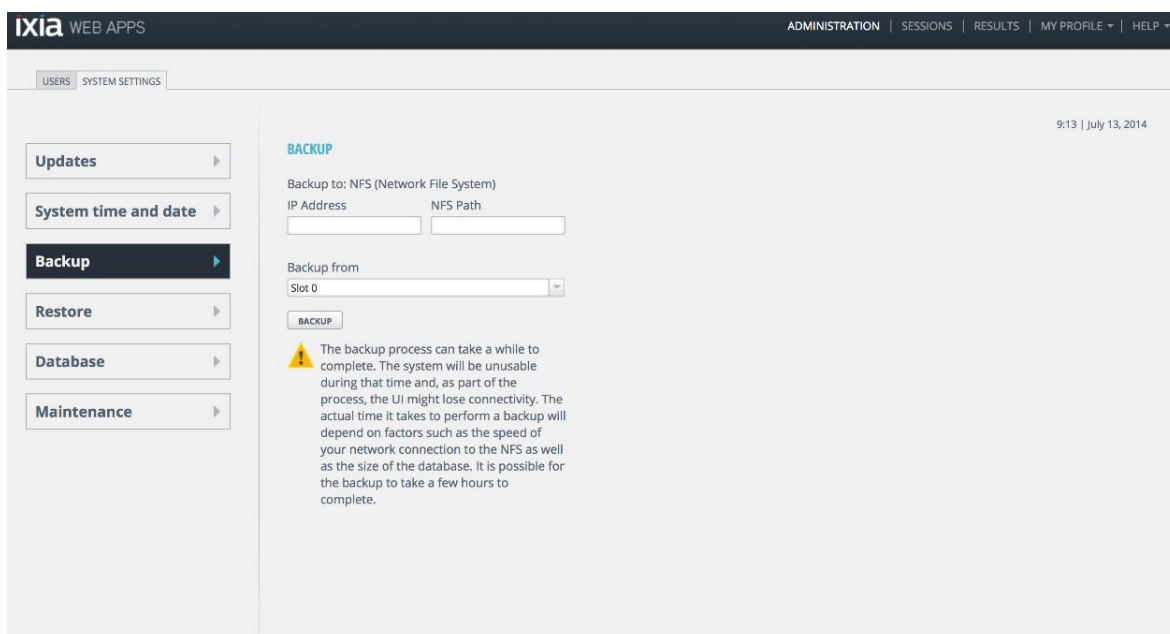 ixia WEB APPS
ADMINISTRATION | SESSIONS | RESULTS | MY PROFILE | HELP
USERS SYSTEM SETTINGS
9:13 | July 13, 2014
Updates
System time and date
Backup
Restore
Database
Maintenance
BACKUP
Backup to: NFS (Network File System)
IP Address NFS Path
Backup from
Slot 0
BACKUP
The backup process can take a while to
complete. The system will be unusable
during that time and, as part of the
process, the UI might lose connectivity. The
actual time it takes to perform a backup will
depend on factors such as the speed of
your network connection to the NFS as well
as the size of the database. It is possible for
the backup to take a few hours to
complete.